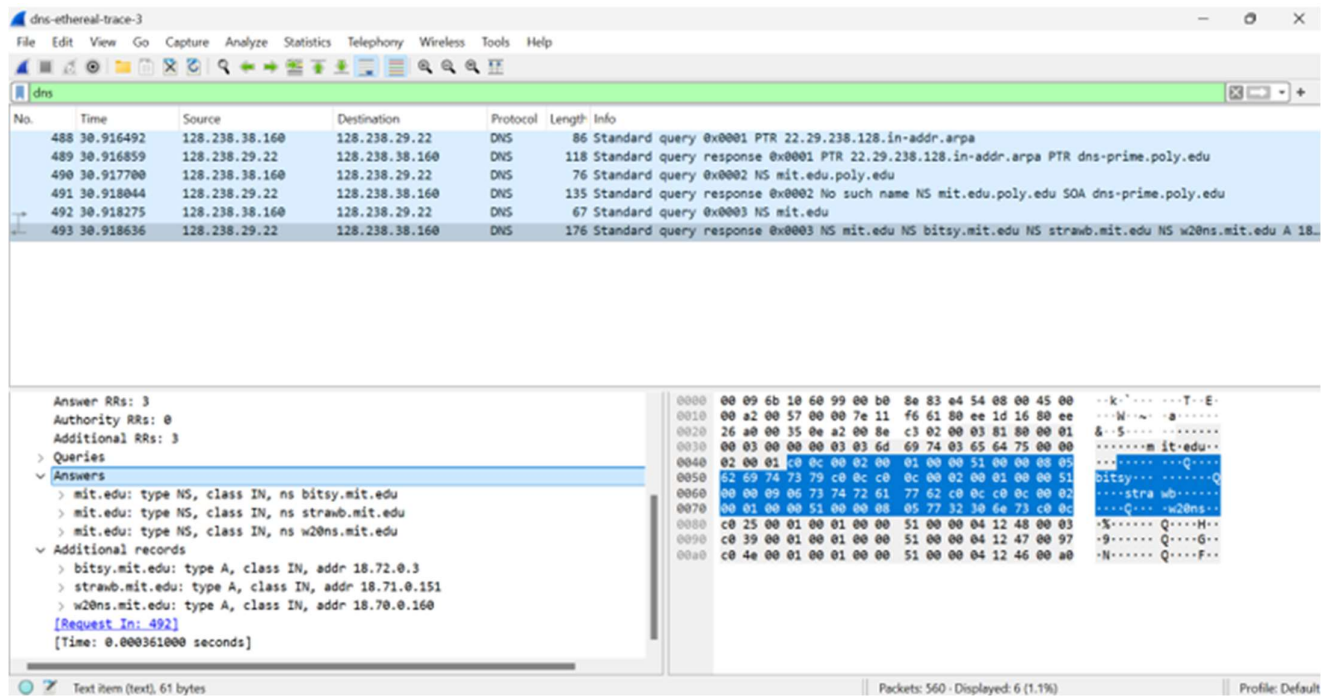 dns-ethereal-trace-3
File Edit View Go Capture Analyze Statistics Telephony Wireless Tools Help
dns
No. Time Source Destination Protocol Length Info
488 30.916492 128.238.38.160 128.238.29.22 DNS 86 Standard query 0x0001 PTR 22.29.238.128.in-addr.arpa
489 30.916859 128.238.29.22 128.238.38.160 DNS 118 Standard query response 0x0001 PTR 22.29.238.128.in-addr.arpa PTR dns-prime.poly.edu
490 30.917700 128.238.38.160 128.238.29.22 DNS 76 Standard query 0x0002 NS mit.edu.poly.edu
491 30.918044 128.238.29.22 128.238.38.160 DNS 135 Standard query response 0x0002 No such name NS mit.edu.poly.edu SOA dns-prime.poly.edu
492 30.918275 128.238.38.160 128.238.29.22 DNS 67 Standard query 0x0003 NS mit.edu
493 30.918636 128.238.29.22 128.238.38.160 DNS 176 Standard query response 0x0003 NS mit.edu NS bitsy.mit.edu NS strawb.mit.edu NS w20ns.mit.edu A 18…
Answer RRs: 3
Authority RRs: 0
Additional RRs: 3
Queries
Answers
mit.edu: type NS, class IN, ns bitsy.mit.edu
mit.edu: type NS, class IN, ns strawb.mit.edu
mit.edu: type NS, class IN, ns w20ns.mit.edu
Additional records
bitsy.mit.edu: type A, class IN, addr 18.72.0.3
strawb.mit.edu: type A, class IN, addr 18.71.0.151
w20ns.mit.edu: type A, class IN, addr 18.70.0.160
[Request In: 492]
[Time: 0.000361000 seconds]
0000 00 09 6b 10 60 99 00 b0 8e 83 e4 54 08 00 45 00 ··k·`··· ···T··E·
0010 00 a2 00 57 00 00 7e 11 f6 61 80 ee 1d 16 80 ee ···W··~· ·a······
0020 26 a0 00 35 0e a2 00 8e c3 02 00 03 81 80 00 01 &··5···· ········
0030 00 03 00 00 00 03 03 6d 69 74 03 65 64 75 00 00 ·······m it·edu··
0040 02 00 01 c0 0c 00 02 00 01 00 00 51 00 00 08 05 ········ ···Q····
0050 62 69 74 73 79 c0 0c c0 0c 00 02 00 01 00 00 51 bitsy··· ·······Q
0060 00 00 09 06 73 74 72 61 77 62 c0 0c c0 0c 00 02 ····stra wb······
0070 00 01 00 00 51 00 00 08 05 77 32 30 6e 73 c0 0c ····Q··· ·w20ns··
0080 c0 25 00 01 00 01 00 00 51 00 00 04 12 48 00 03 ·%······ Q····H··
0090 c0 39 00 01 00 01 00 00 51 00 00 04 12 47 00 97 ·9······ Q····G··
00a0 c0 4e 00 01 00 01 00 00 51 00 00 04 12 46 00 a0 ·N······ Q····F··
Text item (text), 61 bytes Packets: 560 · Displayed: 6 (1.1%) Profile: Default